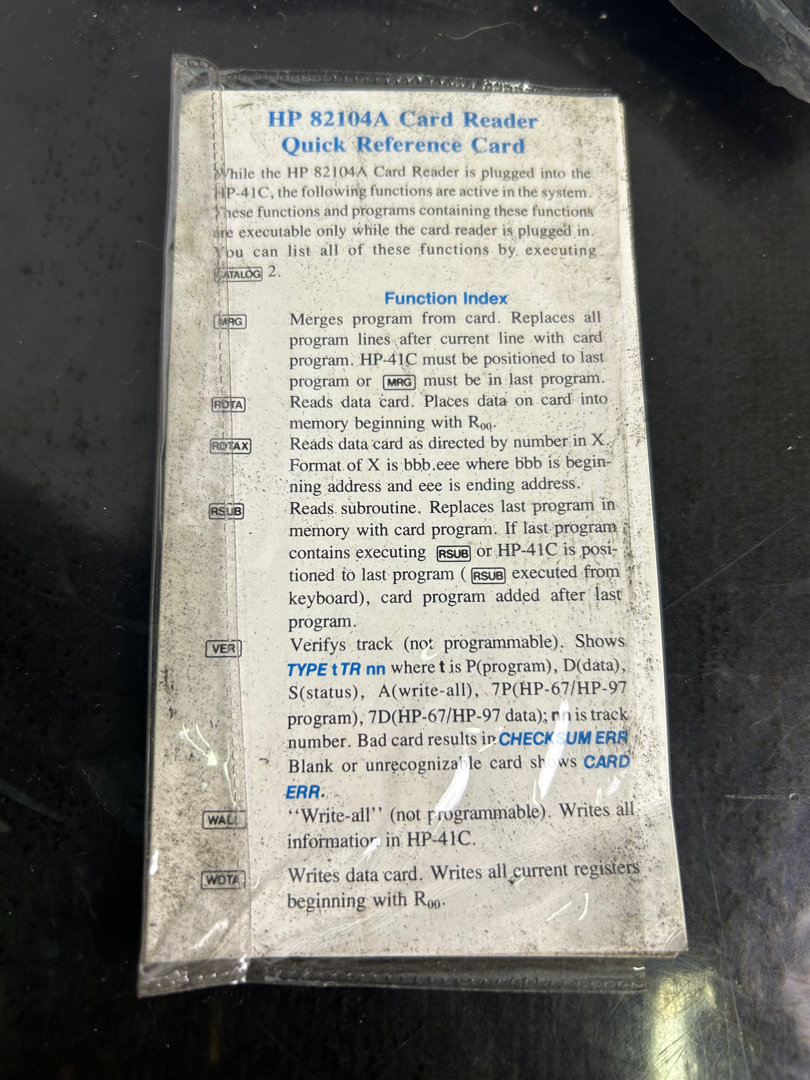 HP 82104A Card Reader
Quick Reference Card
While the HP 82104A Card Reader is plugged into the
HP-41C, the following functions are active in the system.
These functions and programs containing these functions
are executable only while the card reader is plugged in.
You can list all of these functions by executing
CATALOG 2.
Function Index
MRG Merges program from card. Replaces all
program lines after current line with card
program. HP-41C must be positioned to last
program or MRG must be in last program.
RDTA Reads data card. Places data on card into
memory beginning with R00.
RDTAX Reads data card as directed by number in X.
Format of X is bbb.eee where bbb is begin-
ning address and eee is ending address.
RSUB Reads subroutine. Replaces last program in
memory with card program. If last program
contains executing RSUB or HP-41C is posi-
tioned to last program ( RSUB executed from
keyboard), card program added after last
program.
VER Verifys track (not programmable). Shows
TYPE t TR nn where t is P(program), D(data),
S(status), A(write-all), 7P(HP-67/HP-97
program), 7D(HP-67/HP-97 data); nn is track
number. Bad card results in CHECKSUM ERR
Blank or unrecognizable card shows CARD
ERR.
WALL “Write-all” (not programmable). Writes all
information in HP-41C.
WDTA Writes data card. Writes all current registers
beginning with R00.